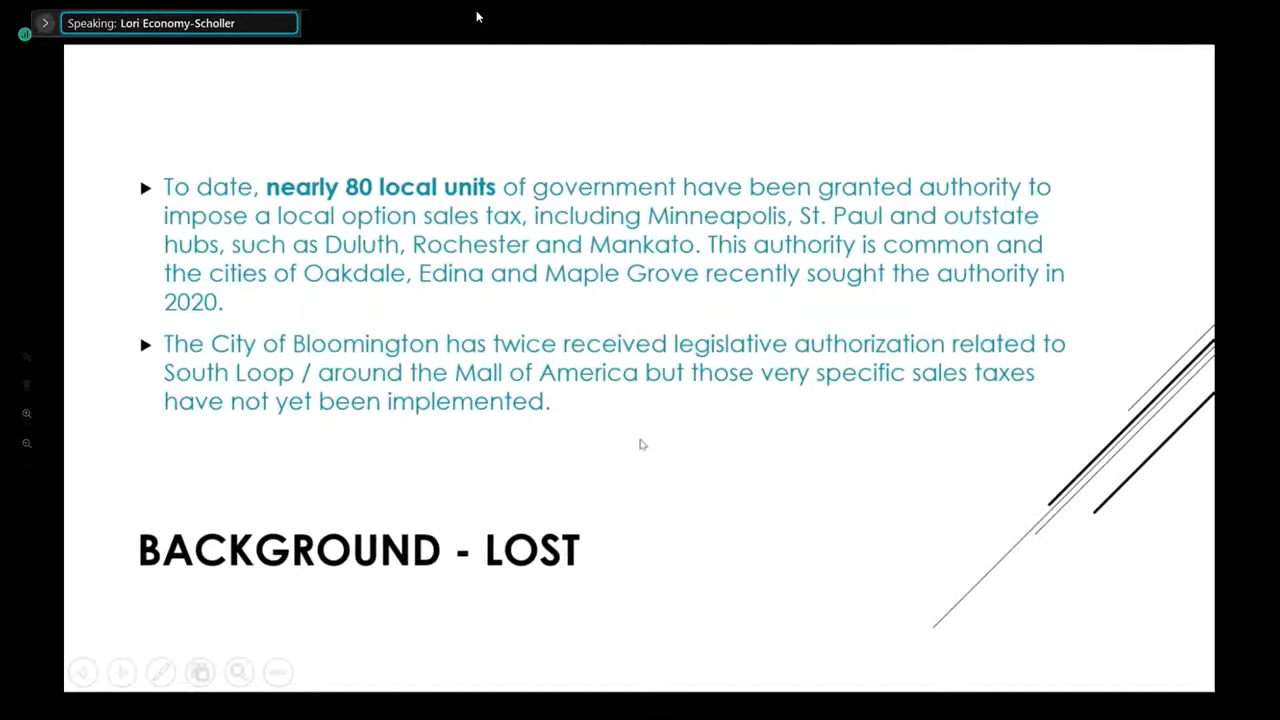 Speaking: Lori Economy-Scholler
To date, nearly 80 local units of government have been granted authority to
impose a local option sales tax, including Minneapolis, St. Paul and outstate
hubs, such as Duluth, Rochester and Mankato. This authority is common and
the cities of Oakdale, Edina and Maple Grove recently sought the authority in
2020.
The City of Bloomington has twice received legislative authorization related to
South Loop / around the Mall of America but those very specific sales taxes
have not yet been implemented.
BACKGROUND - LOST